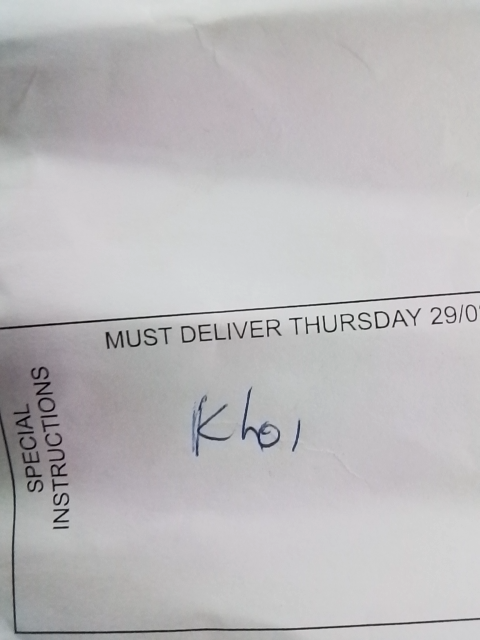 MUST DELIVER THURSDAY 29/0
SPECIAL
INSTRUCTIONS
Khoi